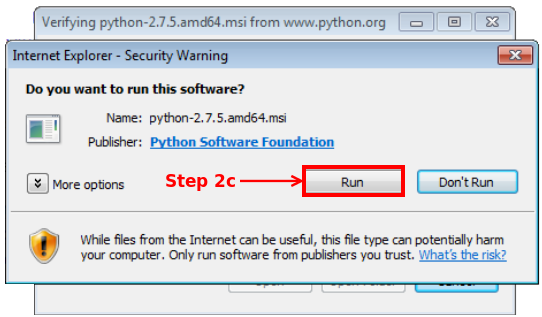 Verifying python-2.7.5.amd64.msi from www.python.org
Internet Explorer - Security Warning
Do you want to run this software?
Name: python-2.7.5.amd64.msi
Publisher: Python Software Foundation
More options
Step 2c
Run
Don't Run
While files from the Internet can be useful, this file type can potentially harm
your computer. Only run software from publishers you trust. What's the risk?